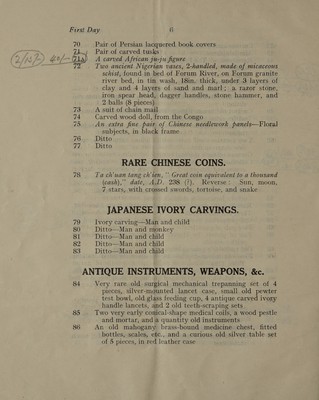 First Day 6
70 Pair of Persian lacquered book covers
71 Pair of carved tusks
71A A carved African ju-ju figure
72 Two ancient Nigerian vases, 2-handled, made of micaceous
schist, found in bed of Forum River, on Forum granite
river bed, in tin wash, 18in. thick, under 3 layers of
clay and 4 layers of sand and marl; a razor stone,
iron spear head, dagger handles, stone hammer, and
2 balls (8 pieces)
73 A suit of chain mail
74 Carved wood doll, from the Congo
75 An extra fine pair of Chinese needlework panels—Floral
subjects, in black frame
76 Ditto
77 Ditto
RARE CHINESE COINS.
78 Ta ch'uan tang ch'ien, "Great coin equivalent to a thousand
(cash)," date, A.D. 238 (?). Reverse: Sun, moon,
7-stars, with crossed swords, tortoise, and snake
JAPANESE IVORY CARVINGS.
79 Ivory carving—Man and child
80 Ditto—Man and monkey
81 Ditto—Man and child
82 Ditto—Man and child
83 Ditto—Man and child
ANTIQUE INSTRUMENTS, WEAPONS, &c.
84 Very rare old surgical mechanical trepanning set of 4
pieces, silver-mounted lancet case, small old pewter
test bowl, old glass feeding cup, 4 antique carved ivory
handle lancets, and 2 old teeth-scraping sets
85 Two very early conical-shape medical coils, a wood pestle
and mortar, and a quantity old instruments
86 An old mahogany brass-bound medicine chest, fitted
bottles, scales, etc., and a curious old silver table set
of 5 pieces, in red leather case